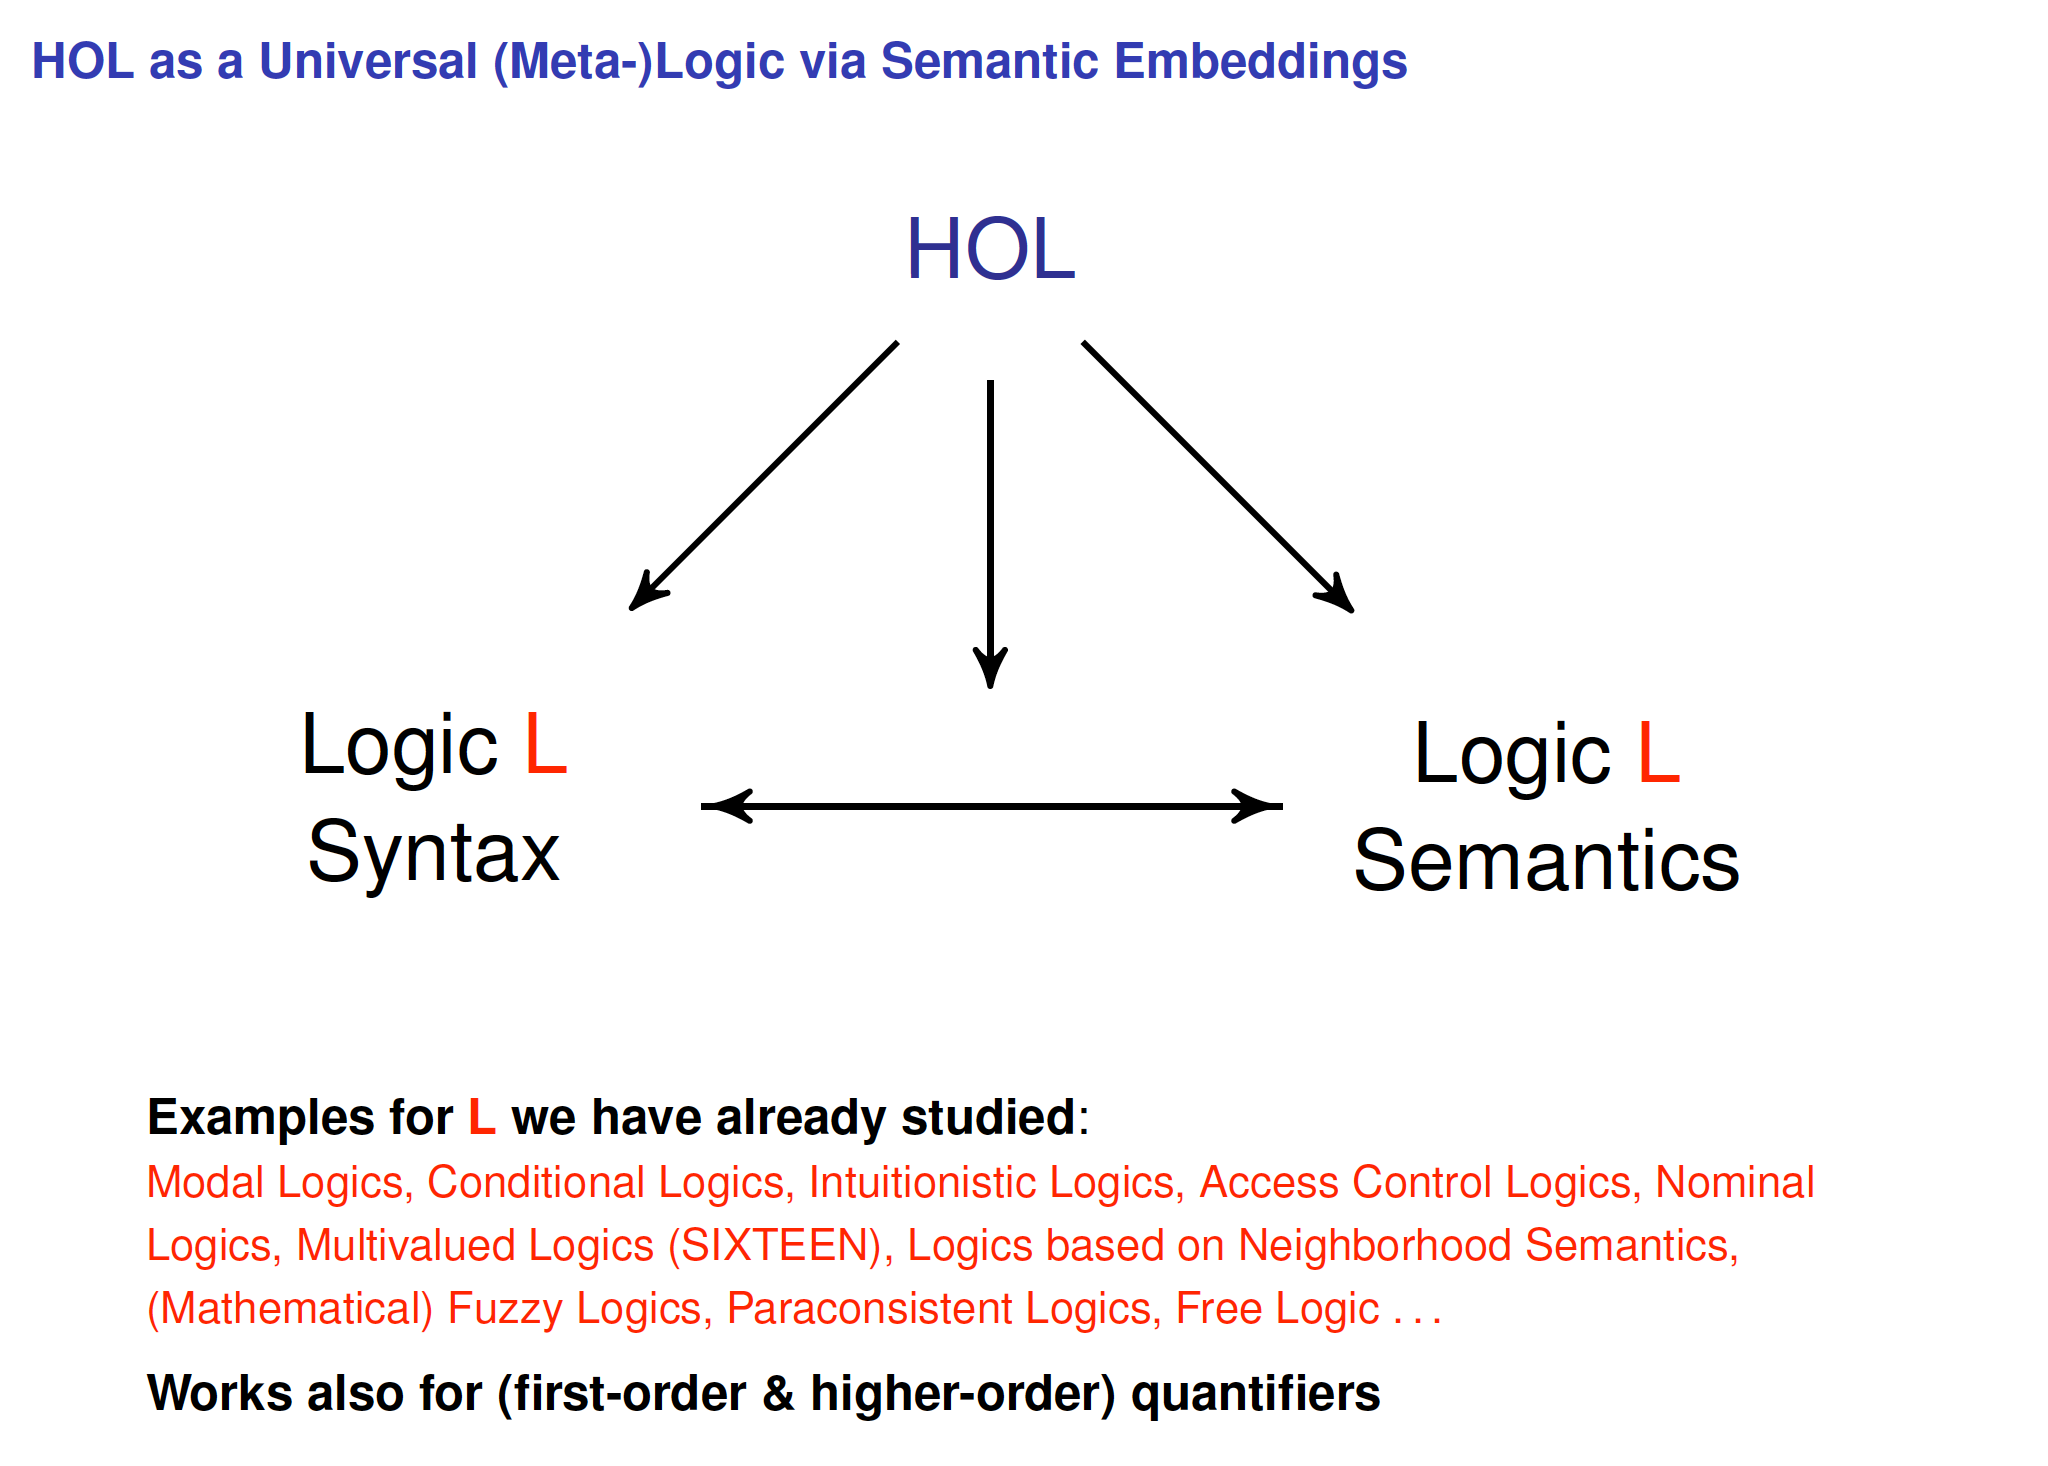 HOL as a Universal (Meta-)Logic via Semantic Embeddings
HOL
Logic L
Syntax
Logic L
Semantics
Examples for L we have already studied:
Modal Logics, Conditional Logics, Intuitionistic Logics, Access Control Logics, Nominal
Logics, Multivalued Logics (SIXTEEN), Logics based on Neighborhood Semantics,
(Mathematical) Fuzzy Logics, Paraconsistent Logics, Free Logic . . .
Works also for (first-order & higher-order) quantifiers